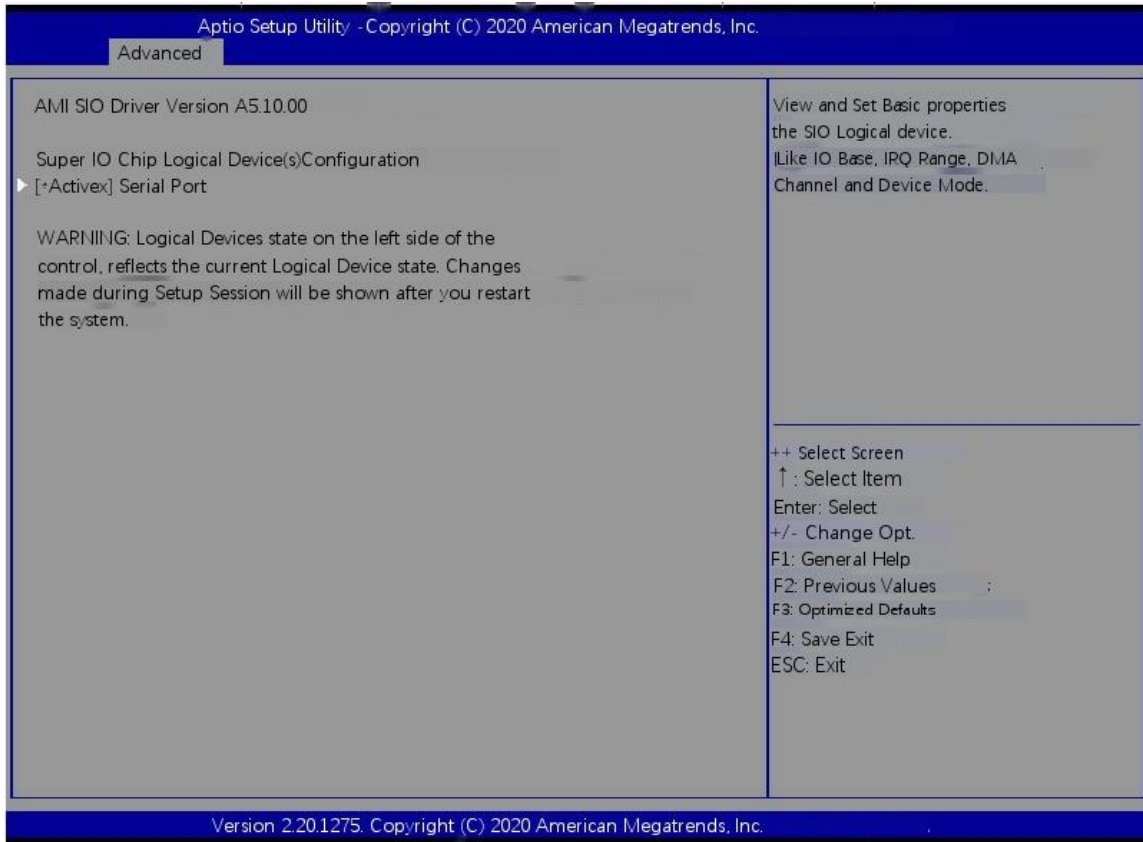 Aptio Setup Utility - Copyright (C) 2020 American Megatrends, Inc.
Advanced
AMI SIO Driver Version A5.10.00
Super IO Chip Logical Device(s)Configuration
[*Activex] Serial Port
WARNING: Logical Devices state on the left side of the
control, reflects the current Logical Device state. Changes
made during Setup Session will be shown after you restart
the system.
View and Set Basic properties
the SIO Logical device.
Like IO Base, IRQ Range, DMA
Channel and Device Mode.
++ Select Screen
↑ : Select Item
Enter: Select
+/- Change Opt.
F1: General Help
F2: Previous Values
F3: Optimized Defaults
F4: Save Exit
ESC: Exit
Version 2.20.1275. Copyright (C) 2020 American Megatrends, Inc.